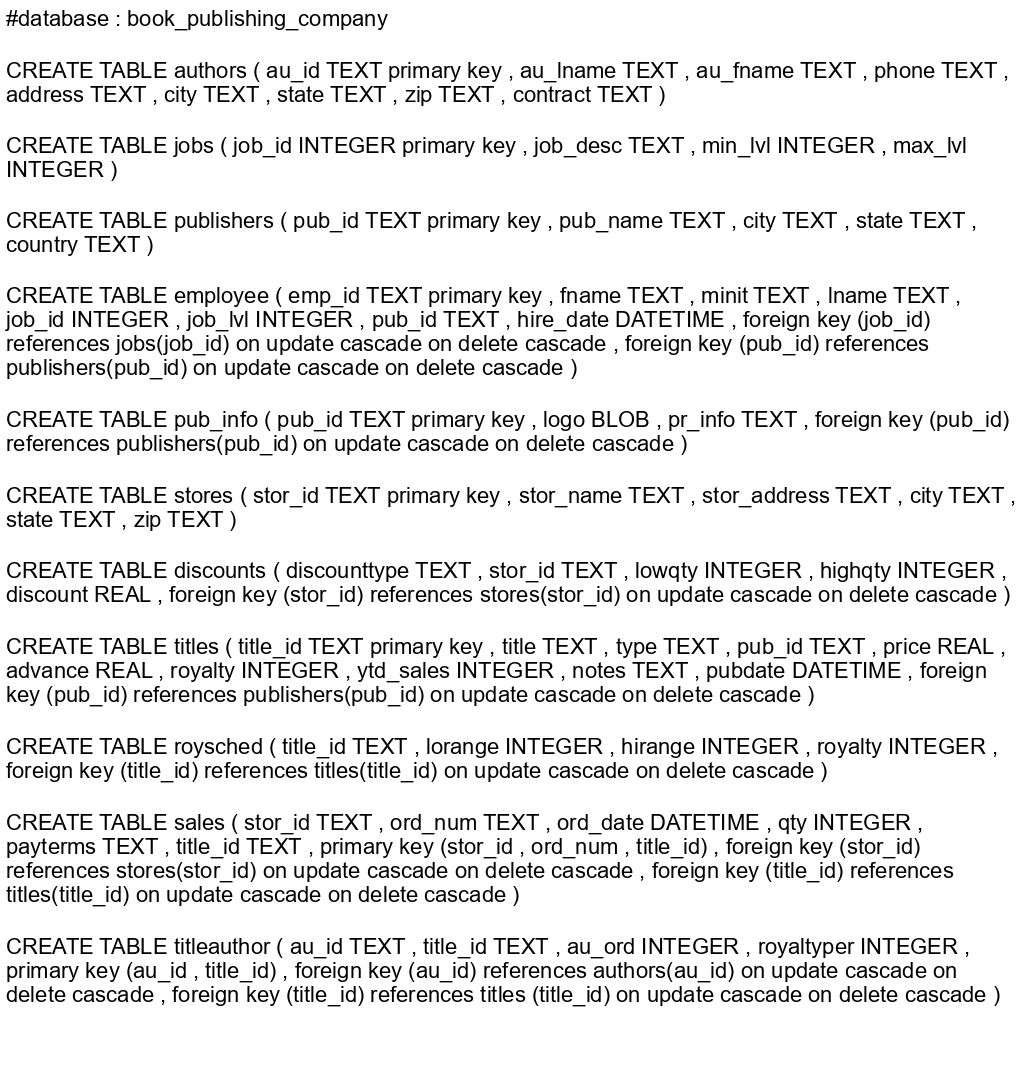 #database : book_publishing_company
CREATE TABLE authors ( au_id TEXT primary key , au_lname TEXT , au_fname TEXT , phone TEXT ,
address TEXT , city TEXT , state TEXT , zip TEXT , contract TEXT )
CREATE TABLE jobs ( job_id INTEGER primary key , job_desc TEXT , min_lvl INTEGER , max_lvl
INTEGER )
CREATE TABLE publishers ( pub_id TEXT primary key , pub_name TEXT , city TEXT , state TEXT ,
country TEXT )
CREATE TABLE employee ( emp_id TEXT primary key , fname TEXT , minit TEXT , lname TEXT ,
job_id INTEGER , job_lvl INTEGER , pub_id TEXT , hire_date DATETIME , foreign key (job_id)
references jobs(job_id) on update cascade on delete cascade , foreign key (pub_id) references
publishers(pub_id) on update cascade on delete cascade )
CREATE TABLE pub_info ( pub_id TEXT primary key , logo BLOB , pr_info TEXT , foreign key (pub_id)
references publishers(pub_id) on update cascade on delete cascade )
CREATE TABLE stores ( stor_id TEXT primary key , stor_name TEXT , stor_address TEXT , city TEXT ,
state TEXT , zip TEXT )
CREATE TABLE discounts ( discounttype TEXT , stor_id TEXT , lowqty INTEGER , highqty INTEGER ,
discount REAL , foreign key (stor_id) references stores(stor_id) on update cascade on delete cascade )
CREATE TABLE titles ( title_id TEXT primary key , title TEXT , type TEXT , pub_id TEXT , price REAL ,
advance REAL , royalty INTEGER , ytd_sales INTEGER , notes TEXT , pubdate DATETIME , foreign
key (pub_id) references publishers(pub_id) on update cascade on delete cascade )
CREATE TABLE roysched ( title_id TEXT , lorange INTEGER , hirange INTEGER , royalty INTEGER ,
foreign key (title_id) references titles(title_id) on update cascade on delete cascade )
CREATE TABLE sales ( stor_id TEXT , ord_num TEXT , ord_date DATETIME , qty INTEGER ,
payterms TEXT , title_id TEXT , primary key (stor_id , ord_num , title_id) , foreign key (stor_id)
references stores(stor_id) on update cascade on delete cascade , foreign key (title_id) references
titles(title_id) on update cascade on delete cascade )
CREATE TABLE titleauthor ( au_id TEXT , title_id TEXT , au_ord INTEGER , royaltyper INTEGER ,
primary key (au_id , title_id) , foreign key (au_id) references authors(au_id) on update cascade on
delete cascade , foreign key (title_id) references titles (title_id) on update cascade on delete cascade )